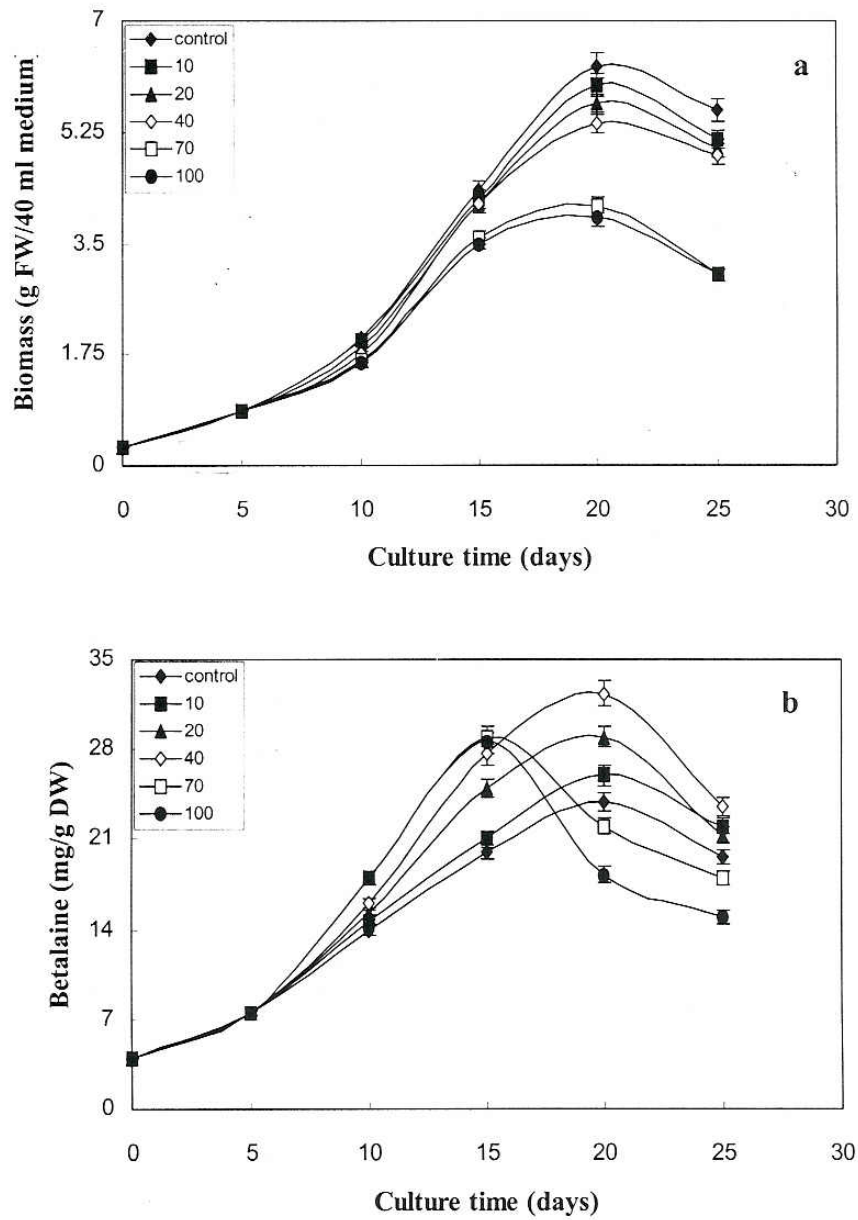 7
5.25
3.5
1.75
0
control
10
20
40
70
100
a
Biomass (g FW/40 ml medium)
0 5 10 15 20 25 30
Culture time (days)
35
28
21
14
7
0
control
10
20
40
70
100
b
Betalaine (mg/g DW)
0 5 10 15 20 25 30
Culture time (days)